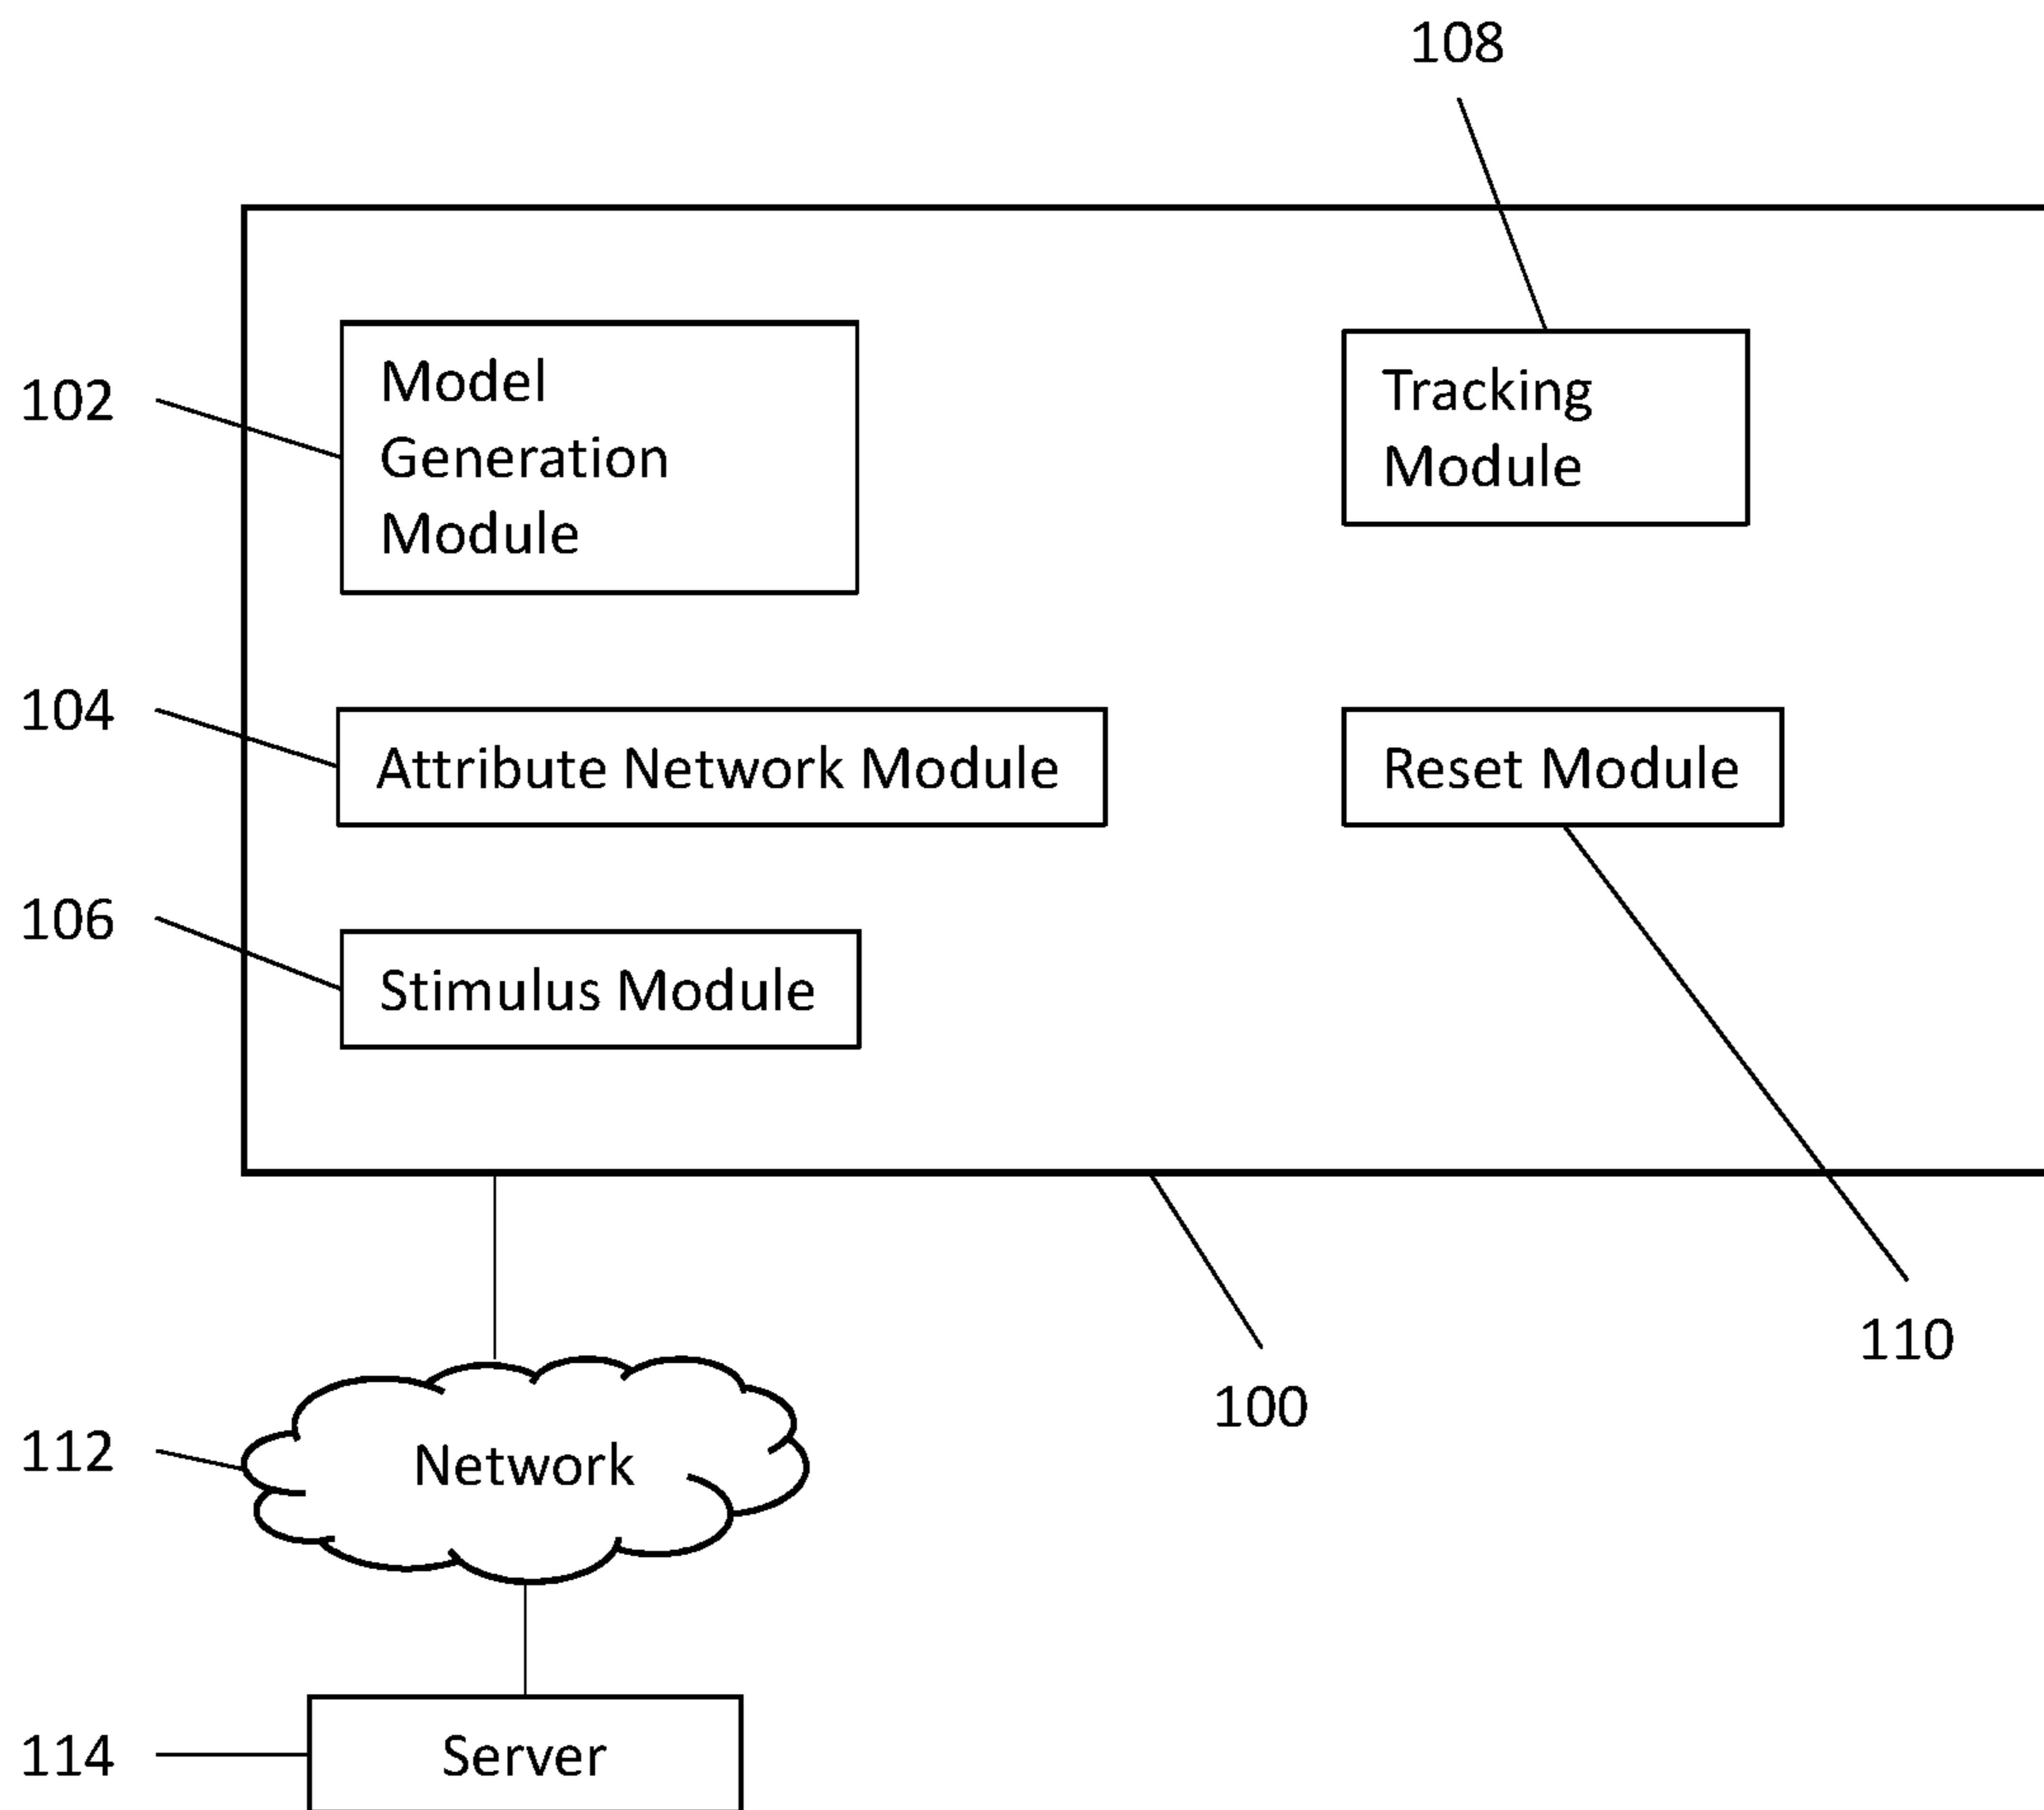 108
102
Model
Generation
Module
Tracking
Module
104
Attribute Network Module
Reset Module
106
Stimulus Module
110
100
112
Network
114
Server